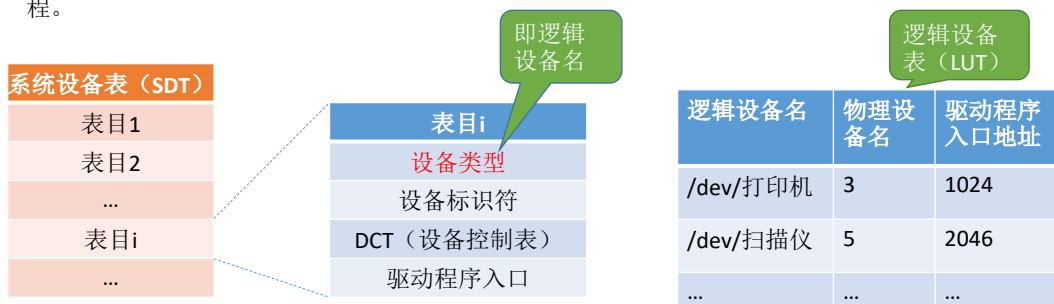 程。
即逻辑
设备名
逻辑设备
表（LUT）
系统设备表（SDT）
表目1
表目2
…
表目i
…
表目i
设备类型
设备标识符
DCT（设备控制表）
驱动程序入口
逻辑设备名 物理设备名 驱动程序入口地址
/dev/打印机 3 1024
/dev/扫描仪 5 2046
… … …